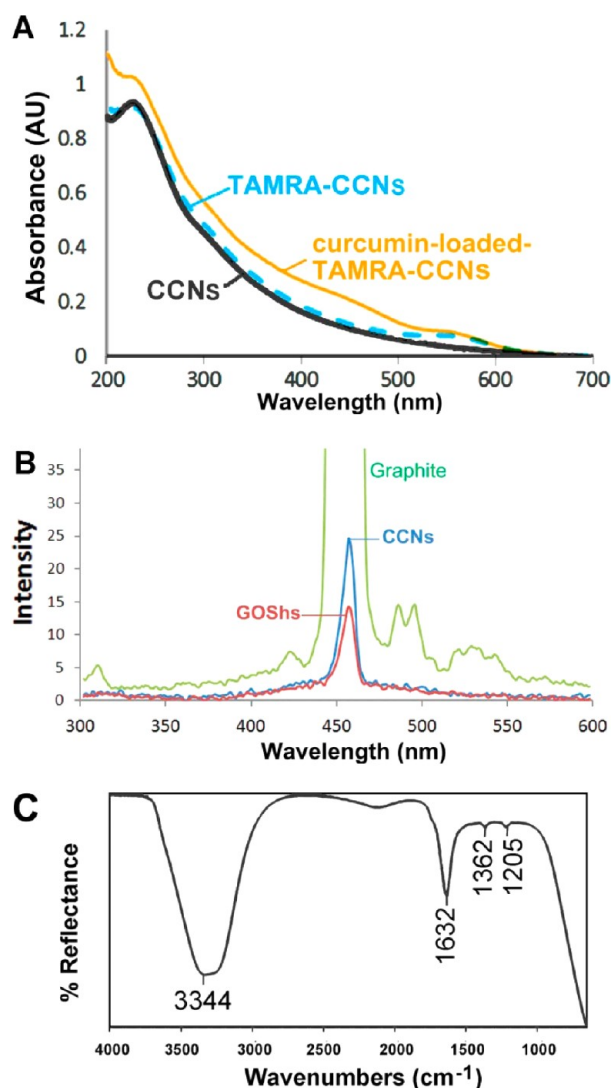 A
1.2
1
0.8
0.6
0.4
0.2
0
Absorbance (AU)
TAMRA-CCNs
curcumin-loaded-
TAMRA-CCNs
CCNs
200 300 400 500 600 700
Wavelength (nm)
B
35
30
25
20
15
10
5
0
Intensity
Graphite
CCNs
GOShs
300 350 400 450 500 550 600
Wavelength (nm)
C
% Reflectance
3344
1632
1362
1205
4000 3500 3000 2500 2000 1500 1000
Wavenumbers (cm-1)